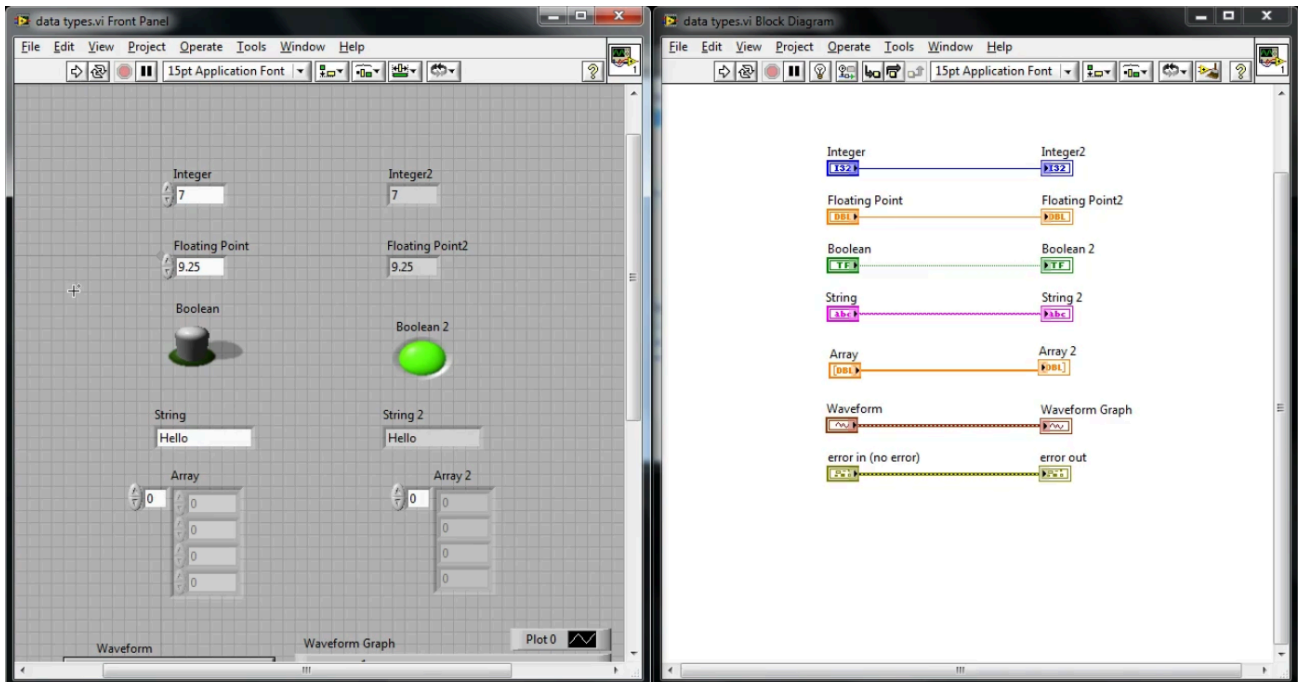 data types.vi Front Panel
File Edit View Project Operate Tools Window Help
15pt Application Font
?
1
Integer
7
Integer2
7
Floating Point
9.25
Floating Point2
9.25
Boolean
Boolean 2
String
Hello
String 2
Hello
Array
0
0
0
0
0
Array 2
0
0
0
0
0
Waveform
Waveform Graph
Plot 0
data types.vi Block Diagram
File Edit View Project Operate Tools Window Help
15pt Application Font
?
1
Integer
I32
Integer2
I32
Floating Point
DBL
Floating Point2
DBL
Boolean
TF
Boolean 2
TF
String
abc
String 2
abc
Array
[DBL]
Array 2
[DBL]
Waveform
Waveform Graph
error in (no error)
error out